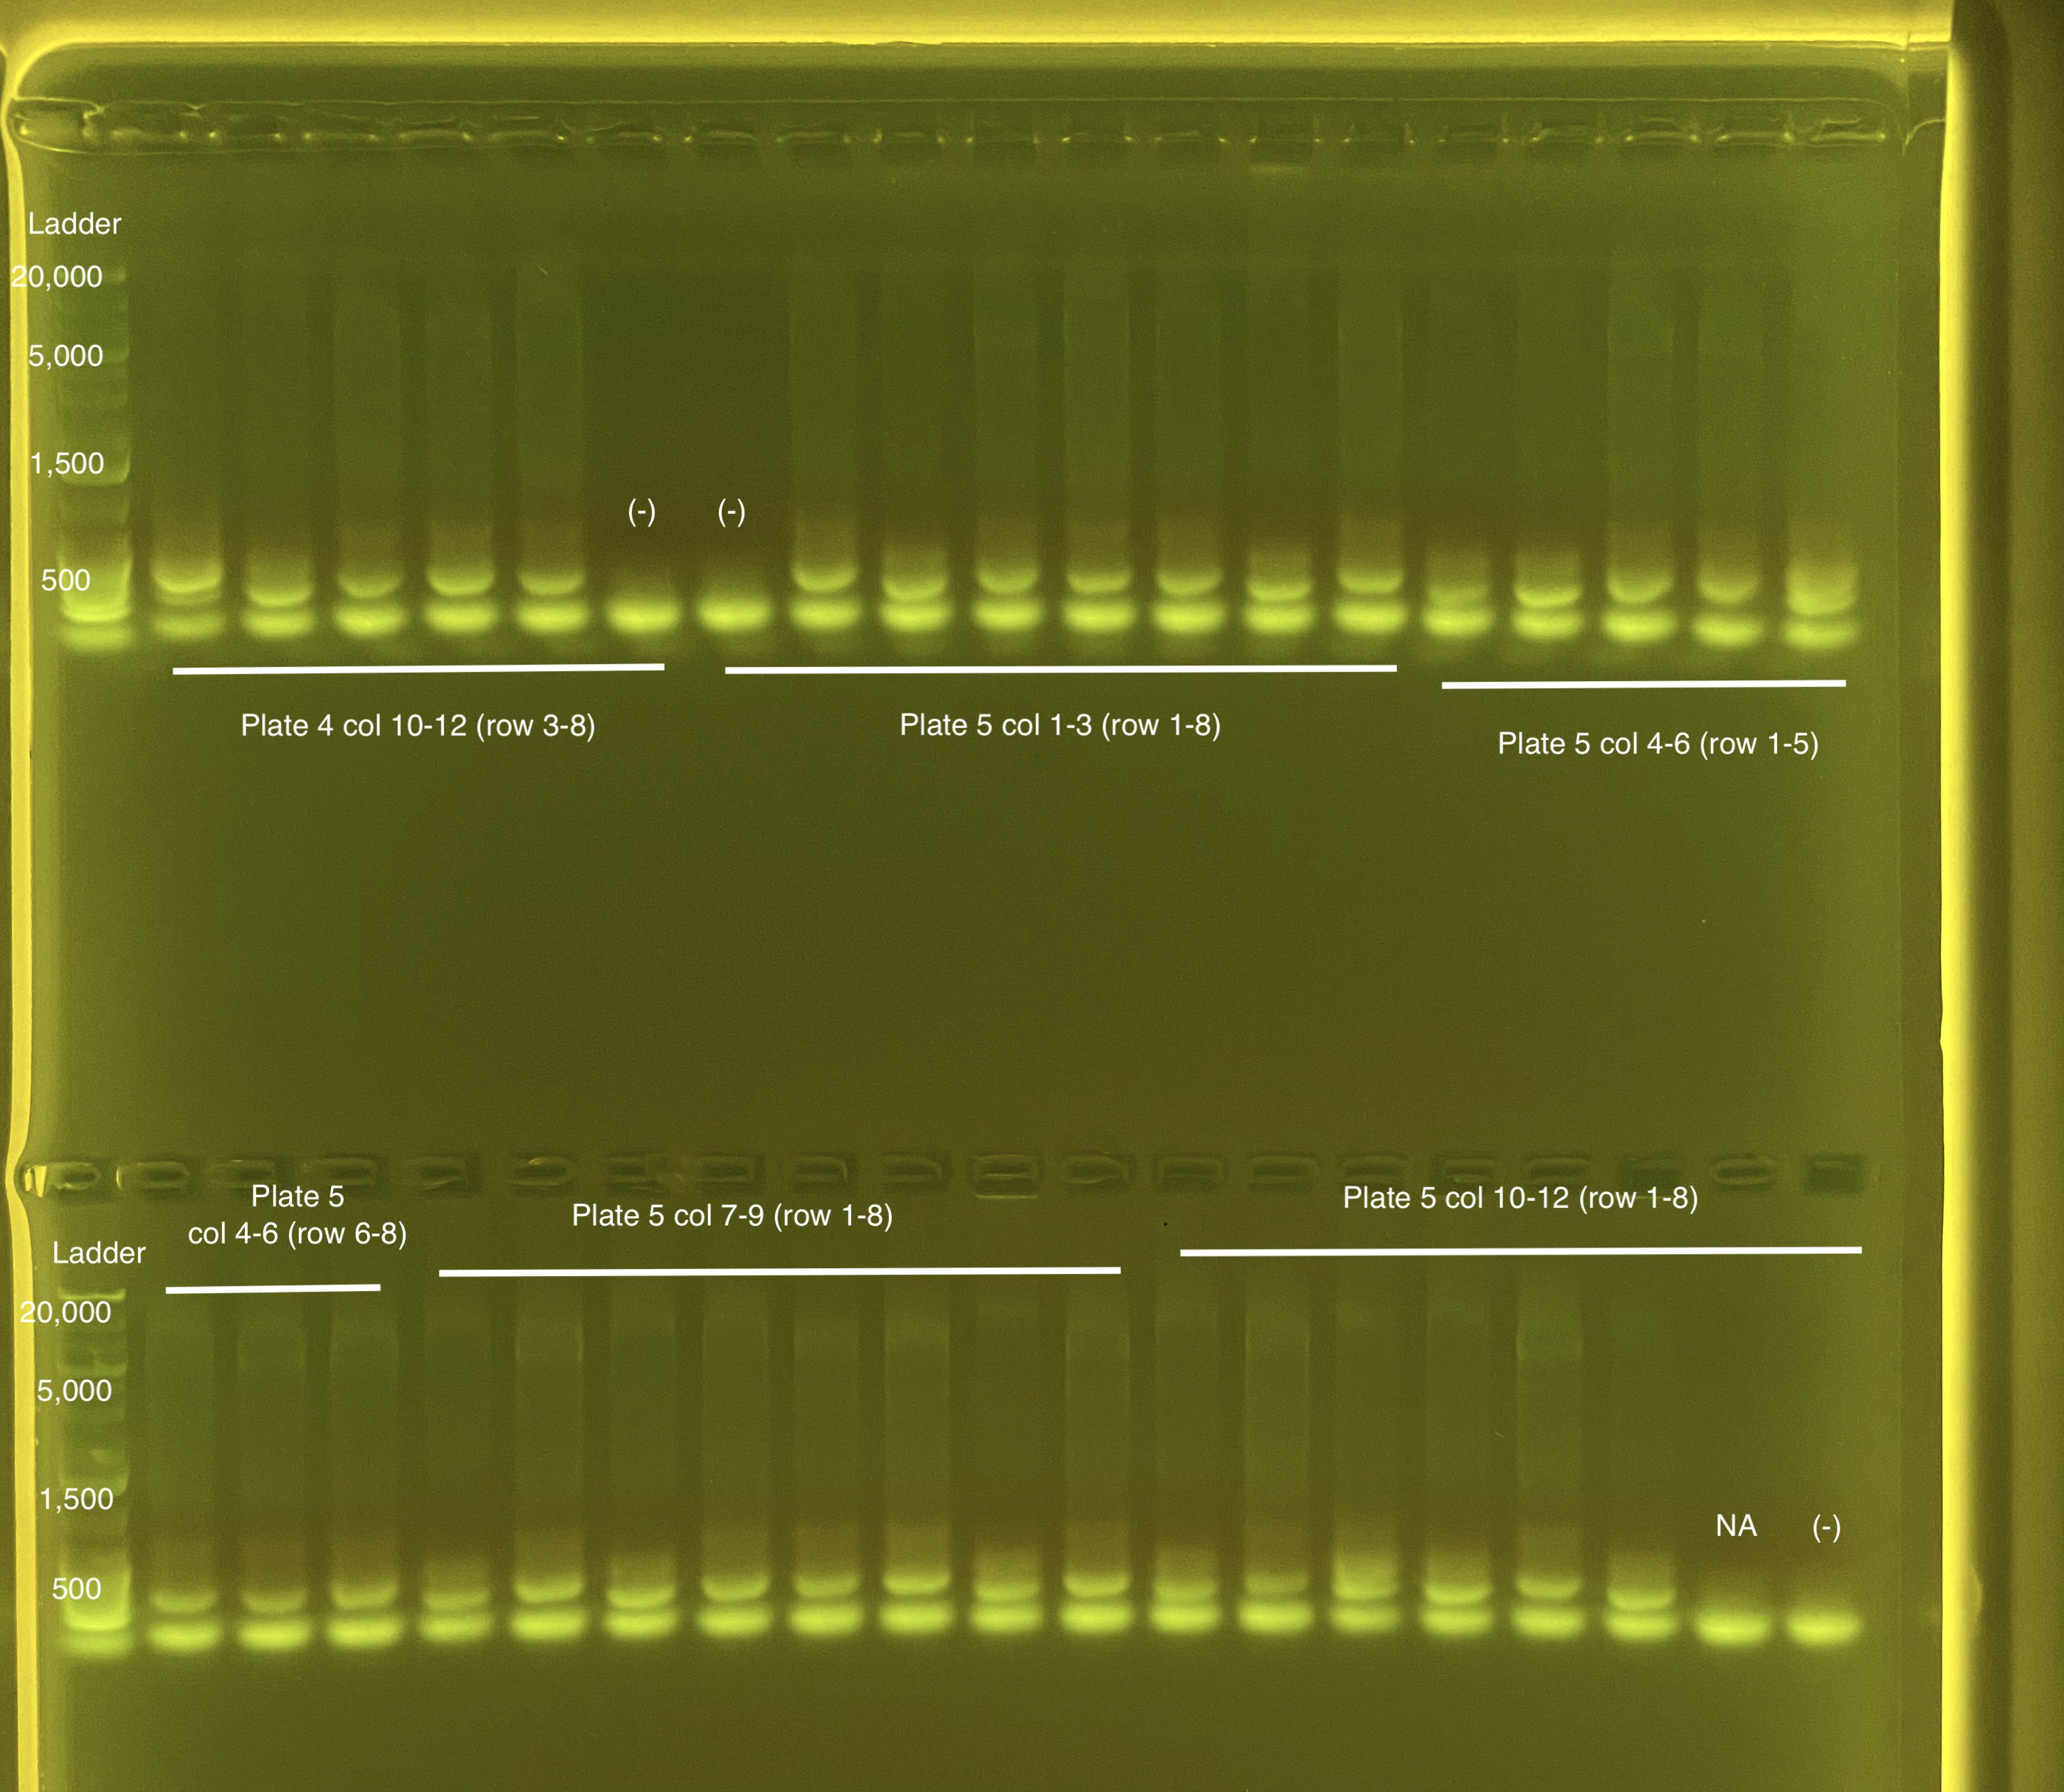 Ladder
20,000
5,000
1,500
500
(-)
(-)
Plate 4 col 10-12 (row 3-8)
Plate 5 col 1-3 (row 1-8)
Plate 5 col 4-6 (row 1-5)
Plate 5
col 4-6 (row 6-8)
Plate 5 col 7-9 (row 1-8)
Plate 5 col 10-12 (row 1-8)
Ladder
20,000
5,000
1,500
500
NA
(-)